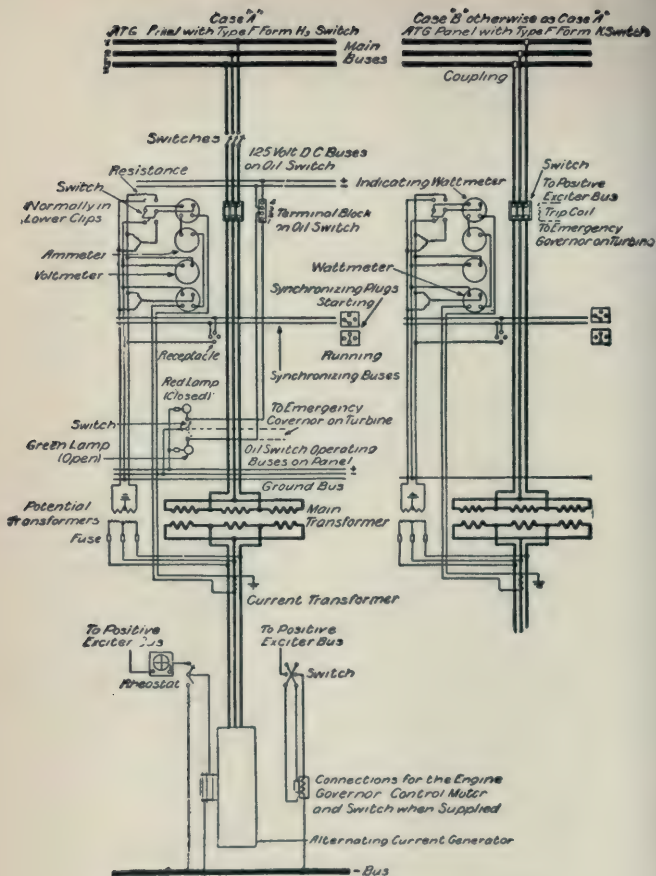 Case "A"
ATG Panel with Type F Form H3 Switch
Main
Buses
Switches
125 Volt D C Buses
on Oil Switch
Resistance
Switch
(Normally in
Lower Clips)
Terminal Block
on Oil Switch
Ammeter
Voltmeter
Receptacle
Synchronizing Plugs
Starting
Running
Synchronizing Buses
Red Lamp
(Closed)
Switch
Green Lamp
(Open)
To Emergency
Governor on Turbine
Oil Switch Operating
Buses on Panel
Ground Bus
Potential
Transformers
Fuse
Main
Transformer
Current Transformer
To Positive
Exciter Bus
Rheostat
To Positive
Exciter Bus
Switch
Connections for the Engine
Governor Control Motor
and Switch when Supplied
Alternating Current Generator
- Bus
Case "B" otherwise as Case "A"
ATG Panel with Type F Form K Switch
Coupling
Indicating Wattmeter
Switch
To Positive
Exciter Bus
Trip Coil
To Emergency
Governor on Turbine
Wattmeter